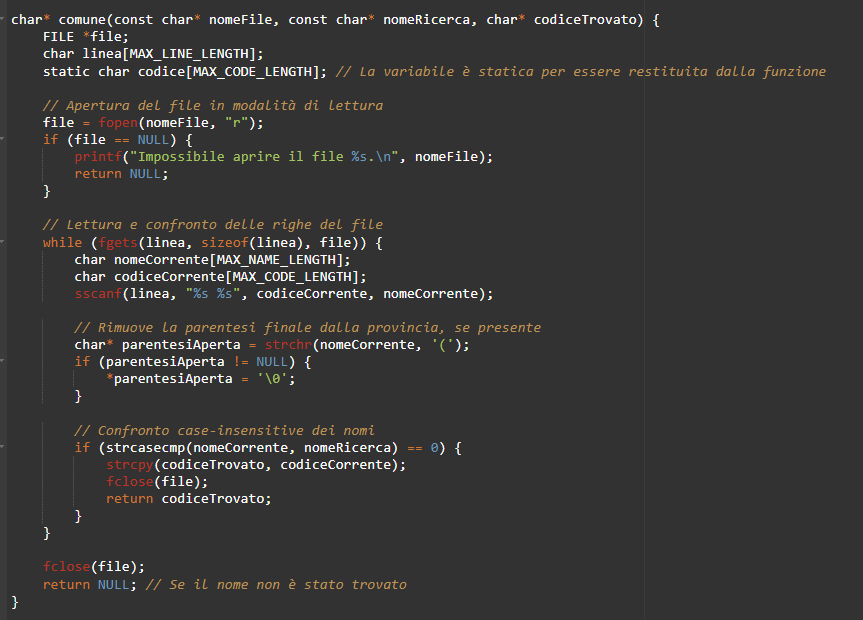 char* comune(const char* nomeFile, const char* nomeRicerca, char* codiceTrovato) {
    FILE *file;
    char linea[MAX_LINE_LENGTH];
    static char codice[MAX_CODE_LENGTH]; // La variabile è statica per essere restituita dalla funzione

    // Apertura del file in modalità di lettura
    file = fopen(nomeFile, "r");
    if (file == NULL) {
        printf("Impossibile aprire il file %s.\n", nomeFile);
        return NULL;
    }

    // Lettura e confronto delle righe del file
    while (fgets(linea, sizeof(linea), file)) {
        char nomeCorrente[MAX_NAME_LENGTH];
        char codiceCorrente[MAX_CODE_LENGTH];
        sscanf(linea, "%s %s", codiceCorrente, nomeCorrente);

        // Rimuove la parentesi finale dalla provincia, se presente
        char* parentesiAperta = strchr(nomeCorrente, '(');
        if (parentesiAperta != NULL) {
            *parentesiAperta = '\0';
        }

        // Confronto case-insensitive dei nomi
        if (strcasecmp(nomeCorrente, nomeRicerca) == 0) {
            strcpy(codiceTrovato, codiceCorrente);
            fclose(file);
            return codiceTrovato;
        }
    }

    fclose(file);
    return NULL; // Se il nome non è stato trovato
}